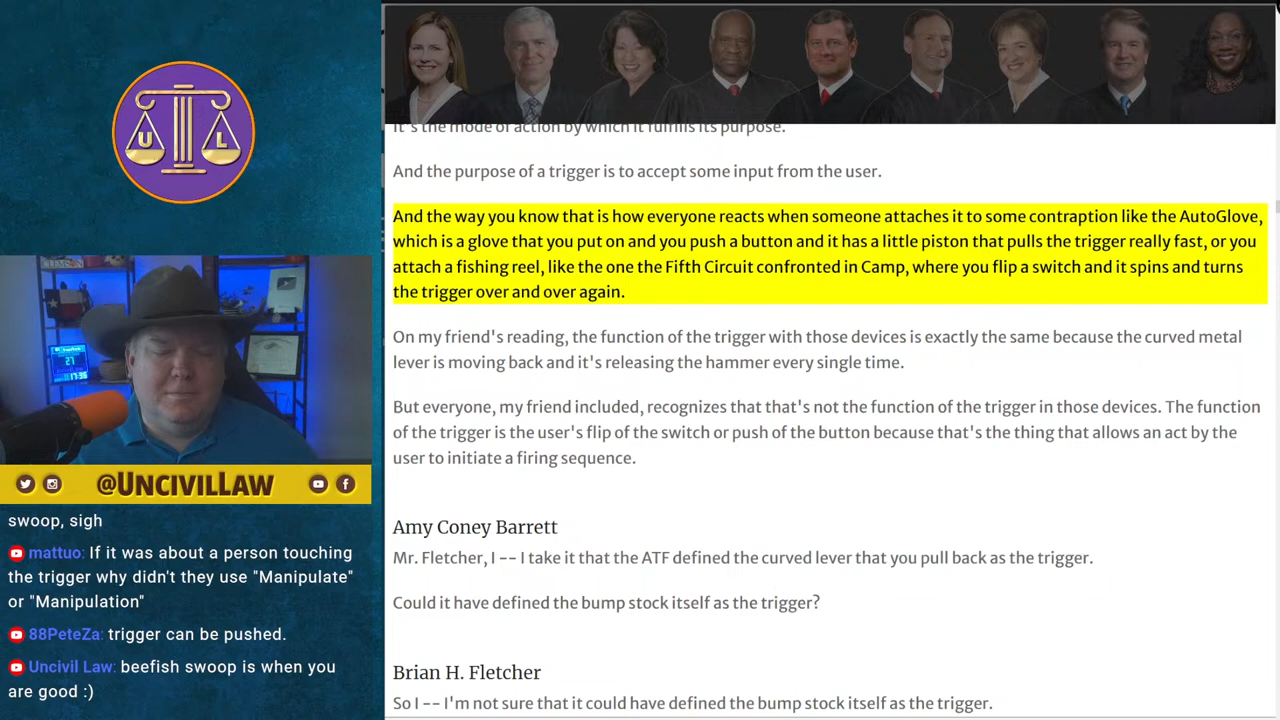 U L
CLEMSON
27
17:36
@UNCIVILLAW
swoop, sigh
mattuo: If it was about a person touching
the trigger why didn't they use "Manipulate"
or "Manipulation"
88PeteZa: trigger can be pushed.
Uncivil Law: beefish swoop is when you
are good :)
It's the mode of action by which it fulfills its purpose.
And the purpose of a trigger is to accept some input from the user.
And the way you know that is how everyone reacts when someone attaches it to some contraption like the AutoGlove,
which is a glove that you put on and you push a button and it has a little piston that pulls the trigger really fast, or you
attach a fishing reel, like the one the Fifth Circuit confronted in Camp, where you flip a switch and it spins and turns
the trigger over and over again.
On my friend's reading, the function of the trigger with those devices is exactly the same because the curved metal
lever is moving back and it's releasing the hammer every single time.
But everyone, my friend included, recognizes that that's not the function of the trigger in those devices. The function
of the trigger is the user's flip of the switch or push of the button because that's the thing that allows an act by the
user to initiate a firing sequence.
Amy Coney Barrett
Mr. Fletcher, I -- I take it that the ATF defined the curved lever that you pull back as the trigger.
Could it have defined the bump stock itself as the trigger?
Brian H. Fletcher
So I -- I'm not sure that it could have defined the bump stock itself as the trigger.